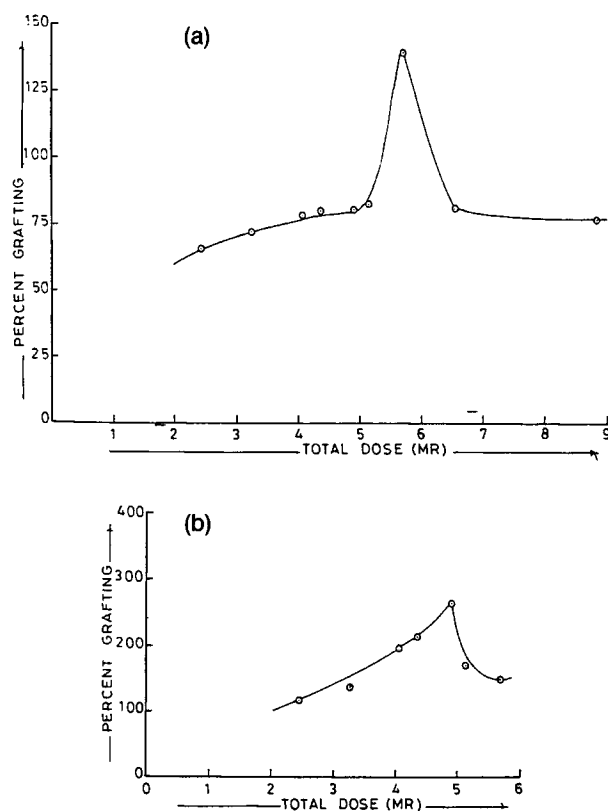 (a)
150
125
100
75
50
25
0
PERCENT GRAFTING
1 2 3 4 5 6 7 8 9
TOTAL DOSE (MR)
(b)
400
300
200
100
0
PERCENT GRAFTING
0 1 2 3 4 5 6
TOTAL DOSE (MR)